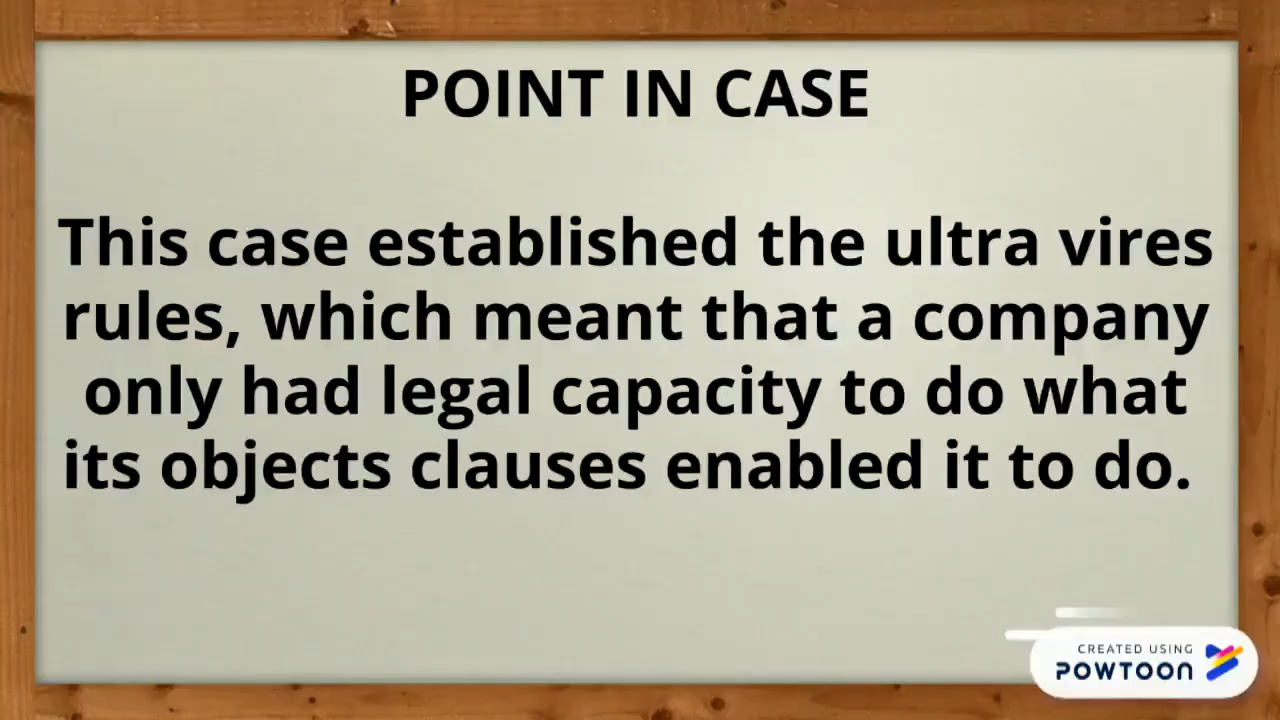 POINT IN CASE
This case established the ultra vires
rules, which meant that a company
only had legal capacity to do what
its objects clauses enabled it to do.
CREATED USING
POWTOON